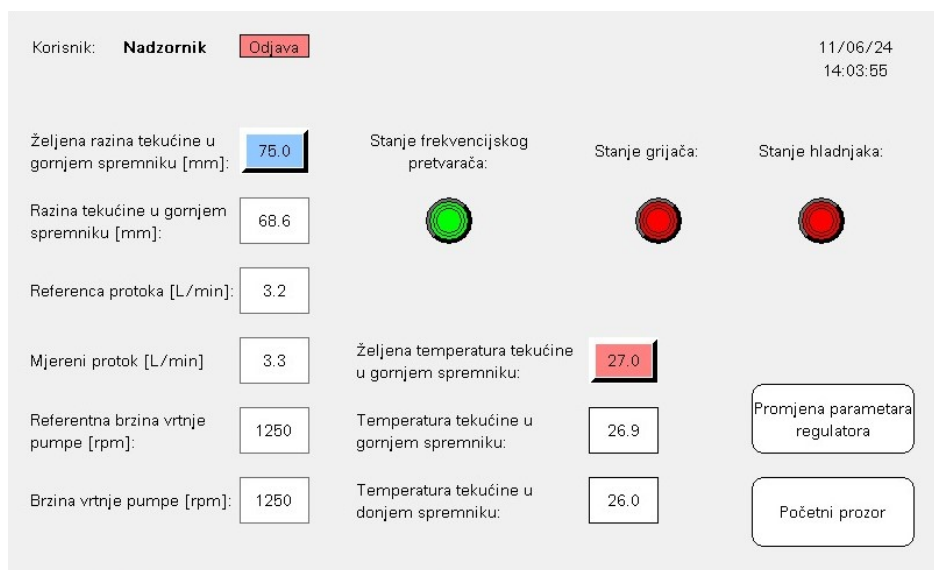 Korisnik: Nadzornik Odjava
11/06/24
14:03:55
Željena razina tekućine u
gornjem spremniku [mm]:
75.0
Razina tekućine u gornjem
spremniku [mm]:
68.6
Referenca protoka [L/min]:
3.2
Mjereni protok [L/min]
3.3
Referentna brzina vrtnje
pumpe [rpm]:
1250
Brzina vrtnje pumpe [rpm]:
1250
Stanje frekvencijskog
pretvarača:
Stanje grijača:
Stanje hladnjaka:
Željena temperatura tekućine
u gornjem spremniku:
27.0
Temperatura tekućine u
gornjem spremniku:
26.9
Temperatura tekućine u
donjem spremniku:
26.0
Promjena parametara
regulatora
Početni prozor